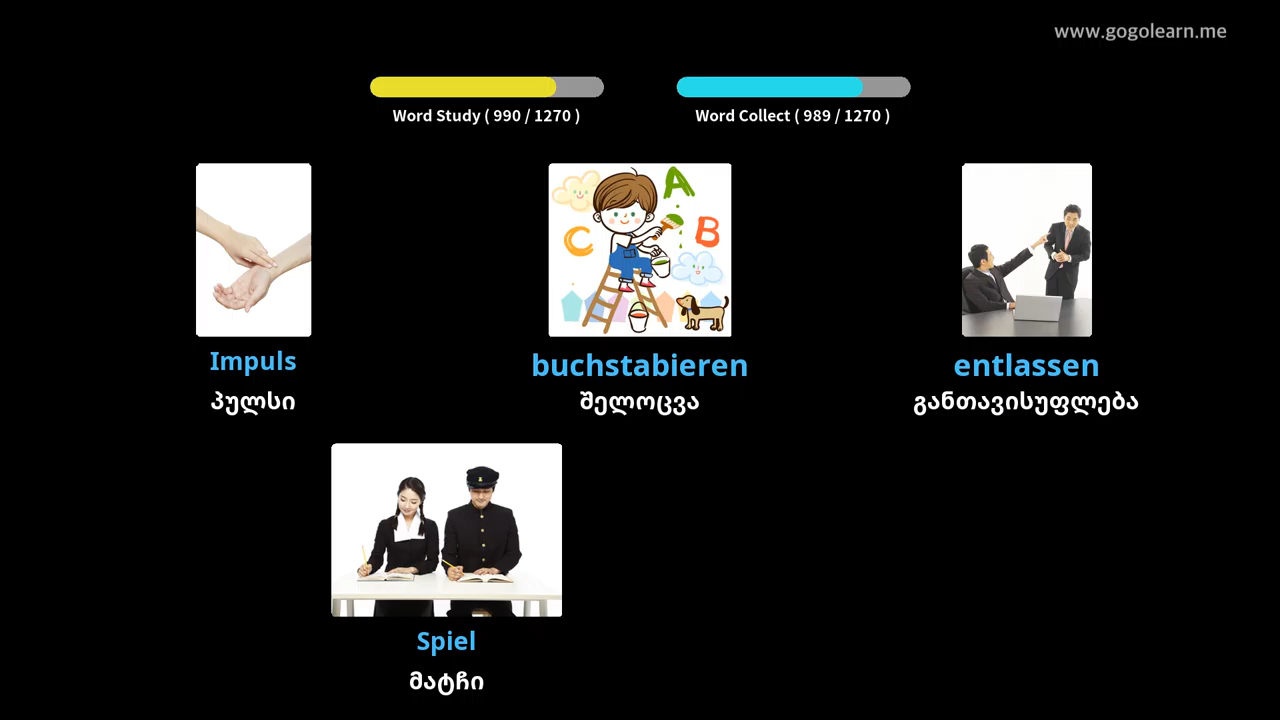 www.gogolearn.me
Word Study ( 990 / 1270 )
Word Collect ( 989 / 1270 )
A
B
C
Impuls
პულსი
buchstabieren
შელოცვა
entlassen
განთავისუფლება
Spiel
მატჩი